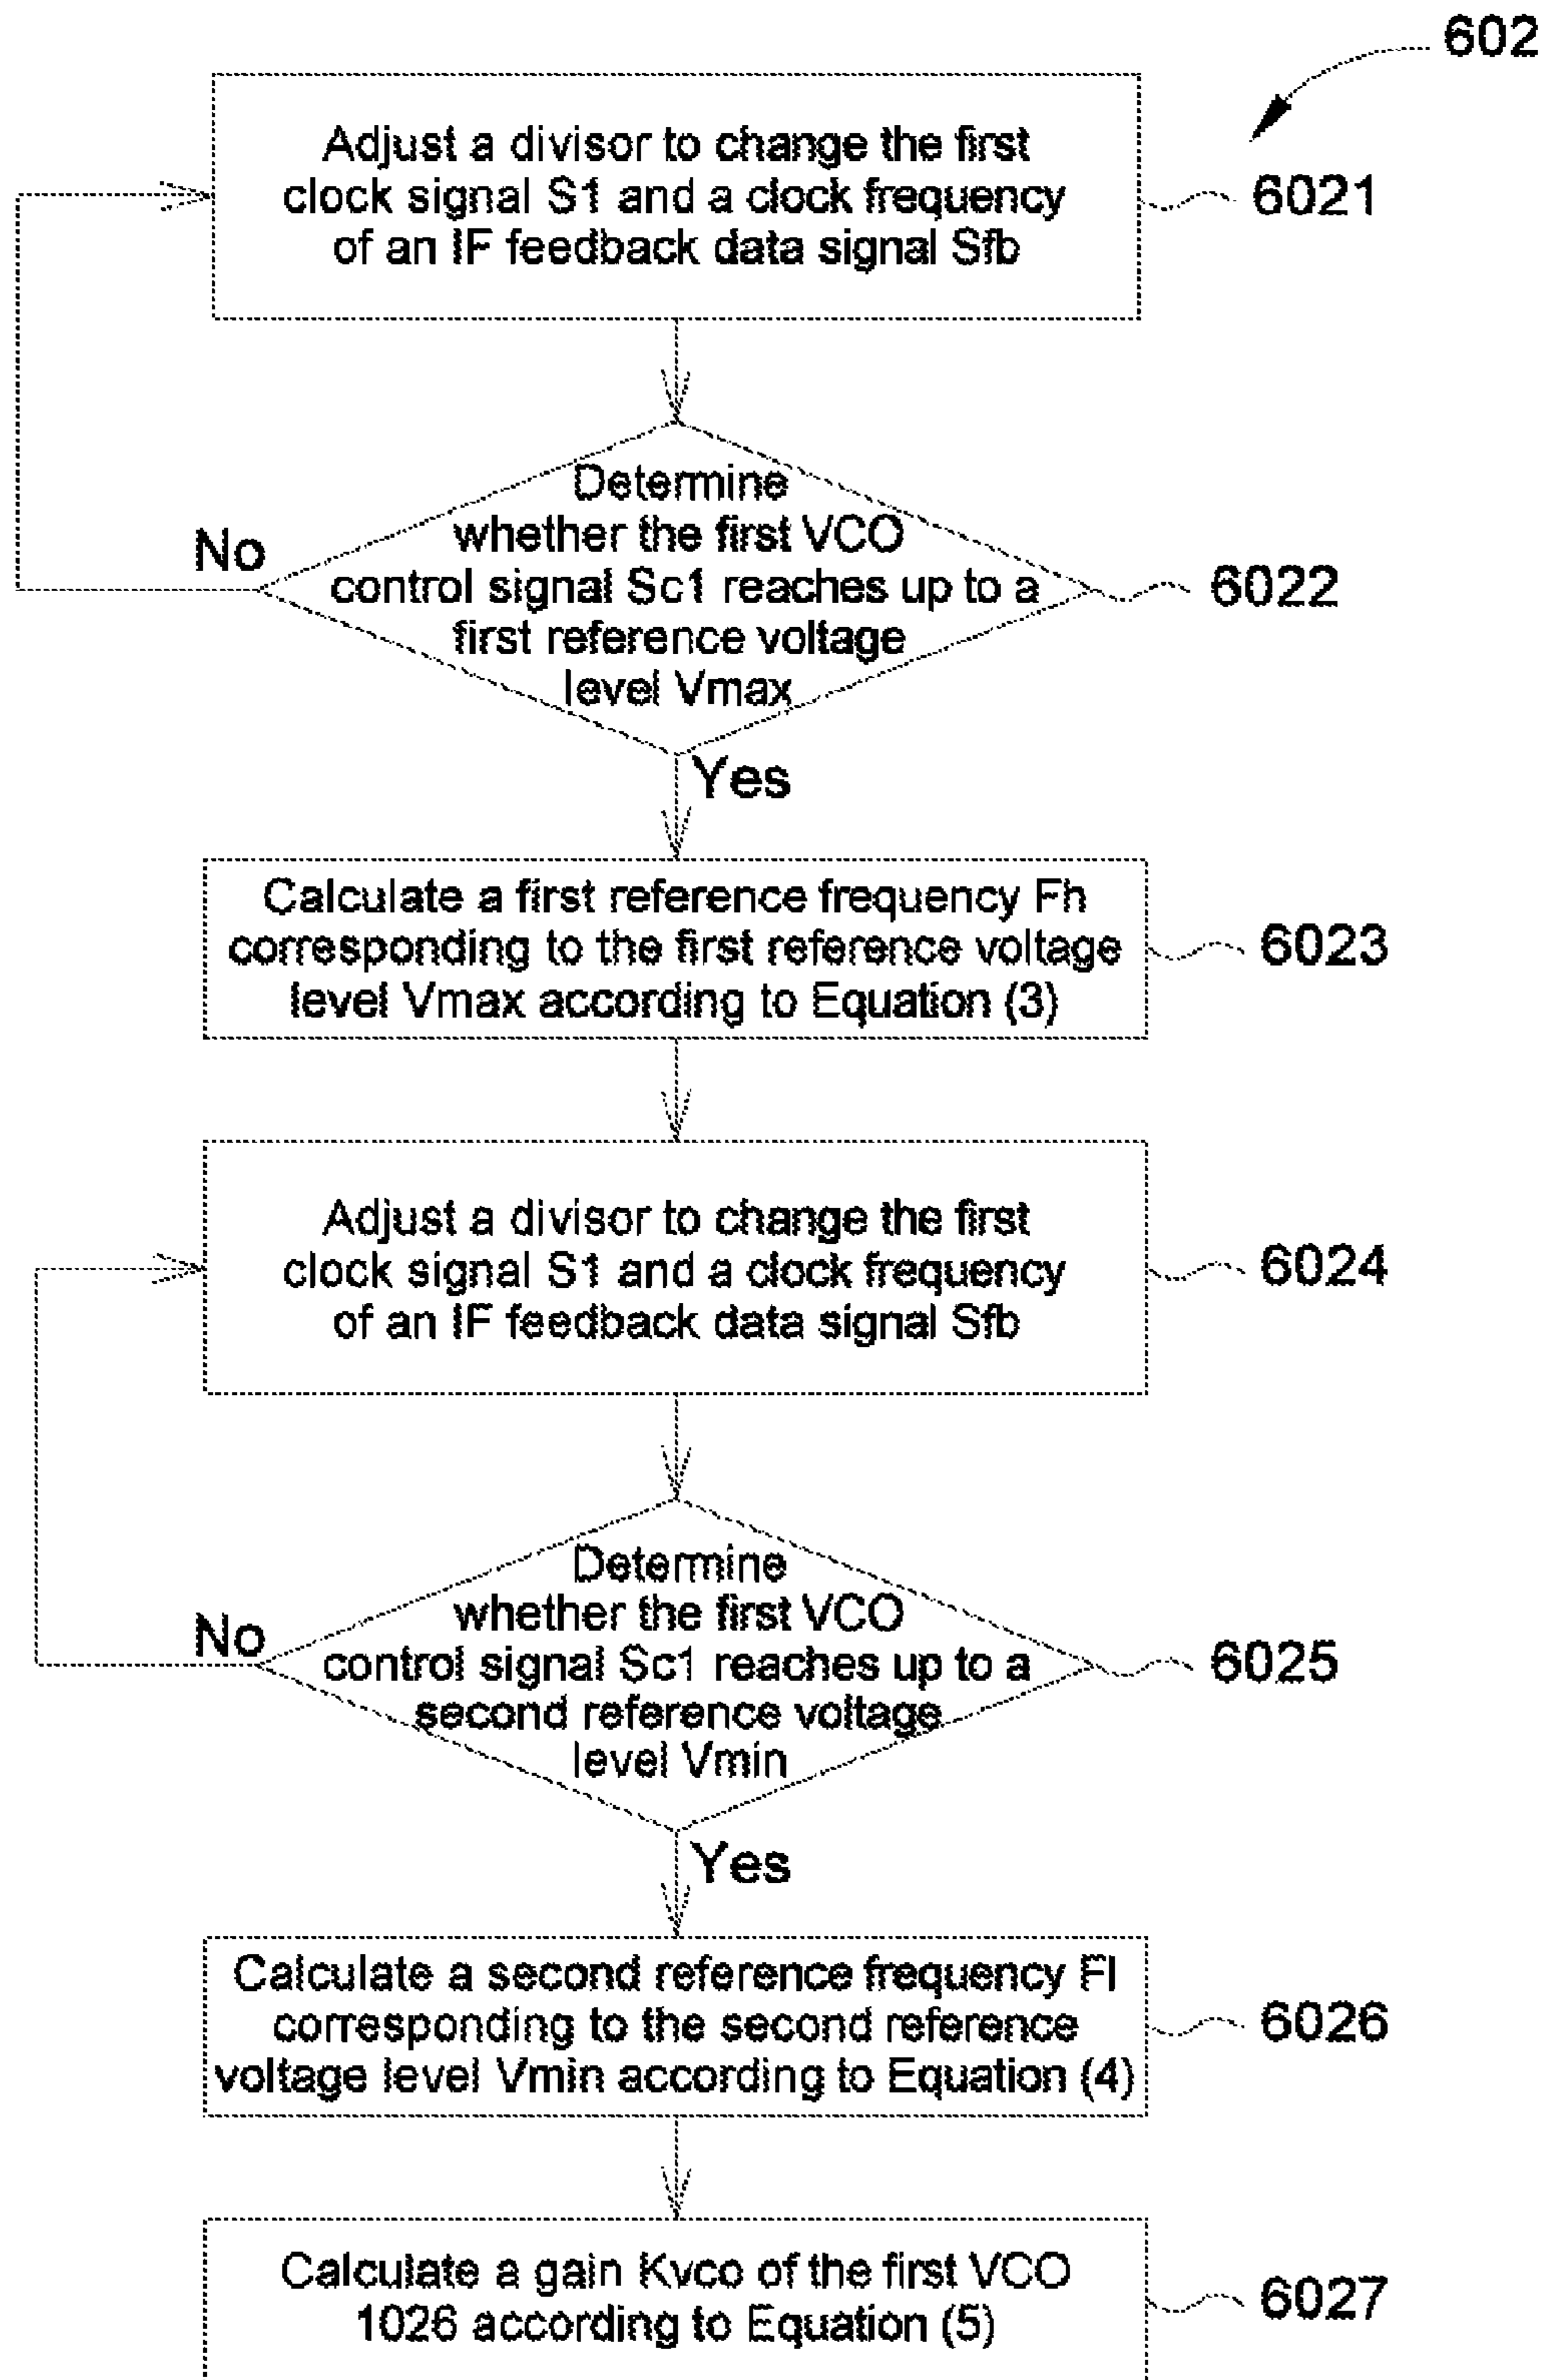 602
Adjust a divisor to change the first
clock signal S1 and a clock frequency
of an IF feedback data signal Sfb
6021
Determine
whether the first VCO
control signal Sc1 reaches up to a
first reference voltage
level Vmax
No
6022
Yes
Calculate a first reference frequency Fh
corresponding to the first reference voltage
level Vmax according to Equation (3)
6023
Adjust a divisor to change the first
clock signal S1 and a clock frequency
of an IF feedback data signal Sfb
6024
Determine
whether the first VCO
control signal Sc1 reaches up to a
second reference voltage
level Vmin
No
6025
Yes
Calculate a second reference frequency Fl
corresponding to the second reference
voltage level Vmin according to Equation (4)
6026
Calculate a gain Kvco of the first VCO
1026 according to Equation (5)
6027